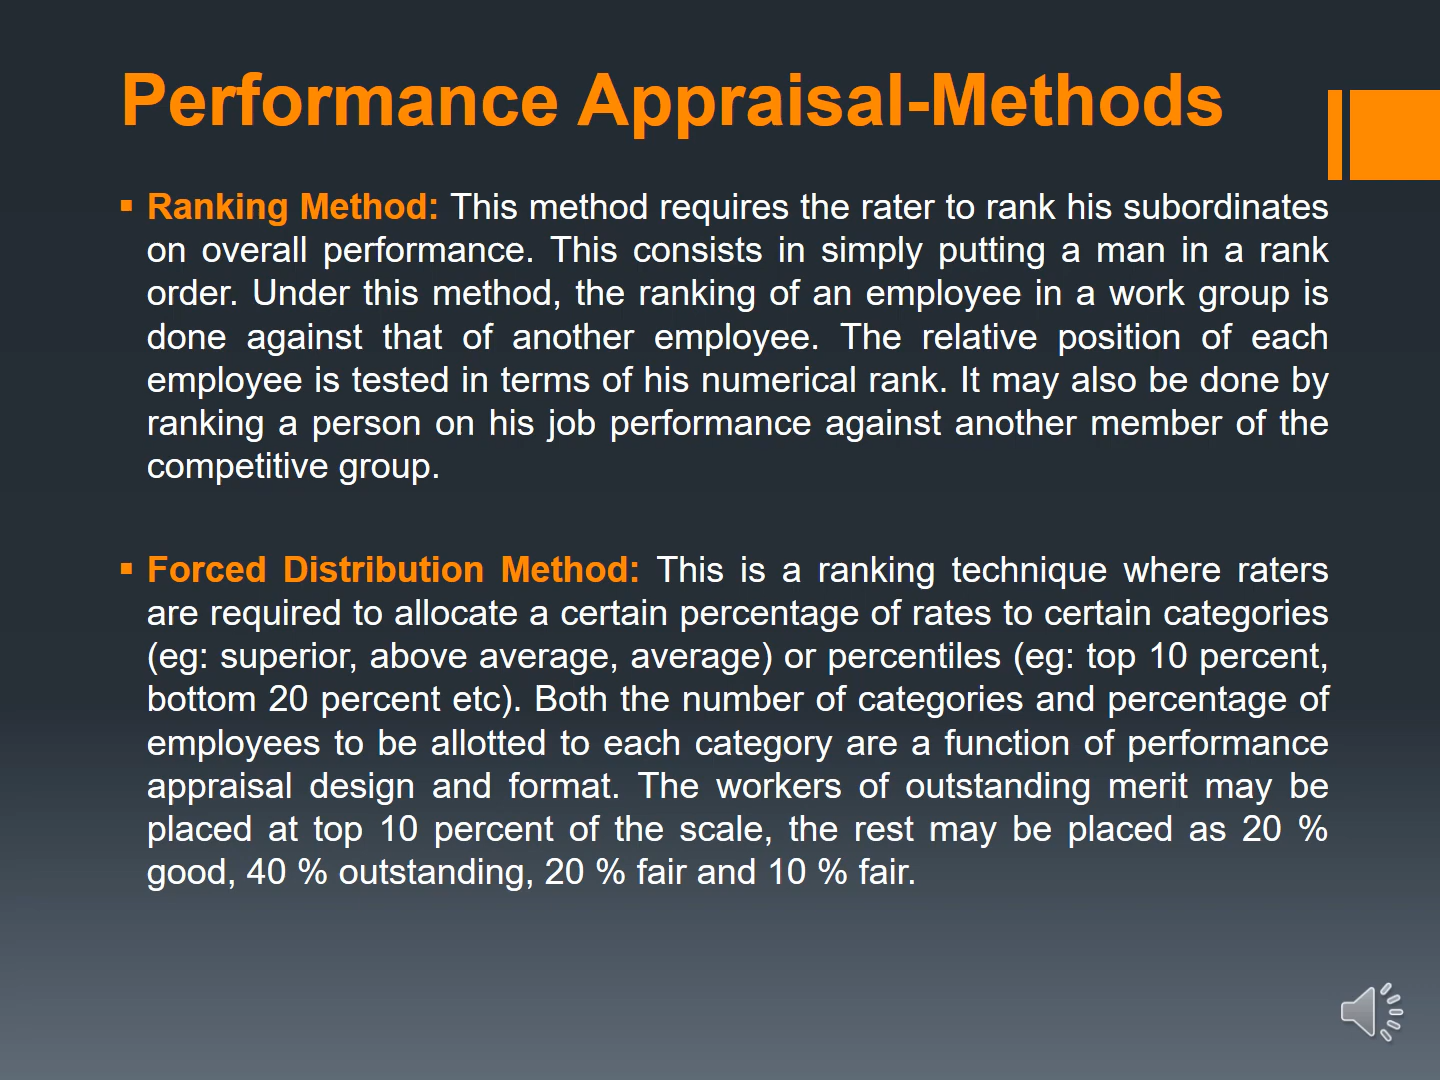 Performance Appraisal-Methods
▪ Ranking Method: This method requires the rater to rank his subordinates
on overall performance. This consists in simply putting a man in a rank
order. Under this method, the ranking of an employee in a work group is
done against that of another employee. The relative position of each
employee is tested in terms of his numerical rank. It may also be done by
ranking a person on his job performance against another member of the
competitive group.
▪ Forced Distribution Method: This is a ranking technique where raters
are required to allocate a certain percentage of rates to certain categories
(eg: superior, above average, average) or percentiles (eg: top 10 percent,
bottom 20 percent etc). Both the number of categories and percentage of
employees to be allotted to each category are a function of performance
appraisal design and format. The workers of outstanding merit may be
placed at top 10 percent of the scale, the rest may be placed as 20 %
good, 40 % outstanding, 20 % fair and 10 % fair.